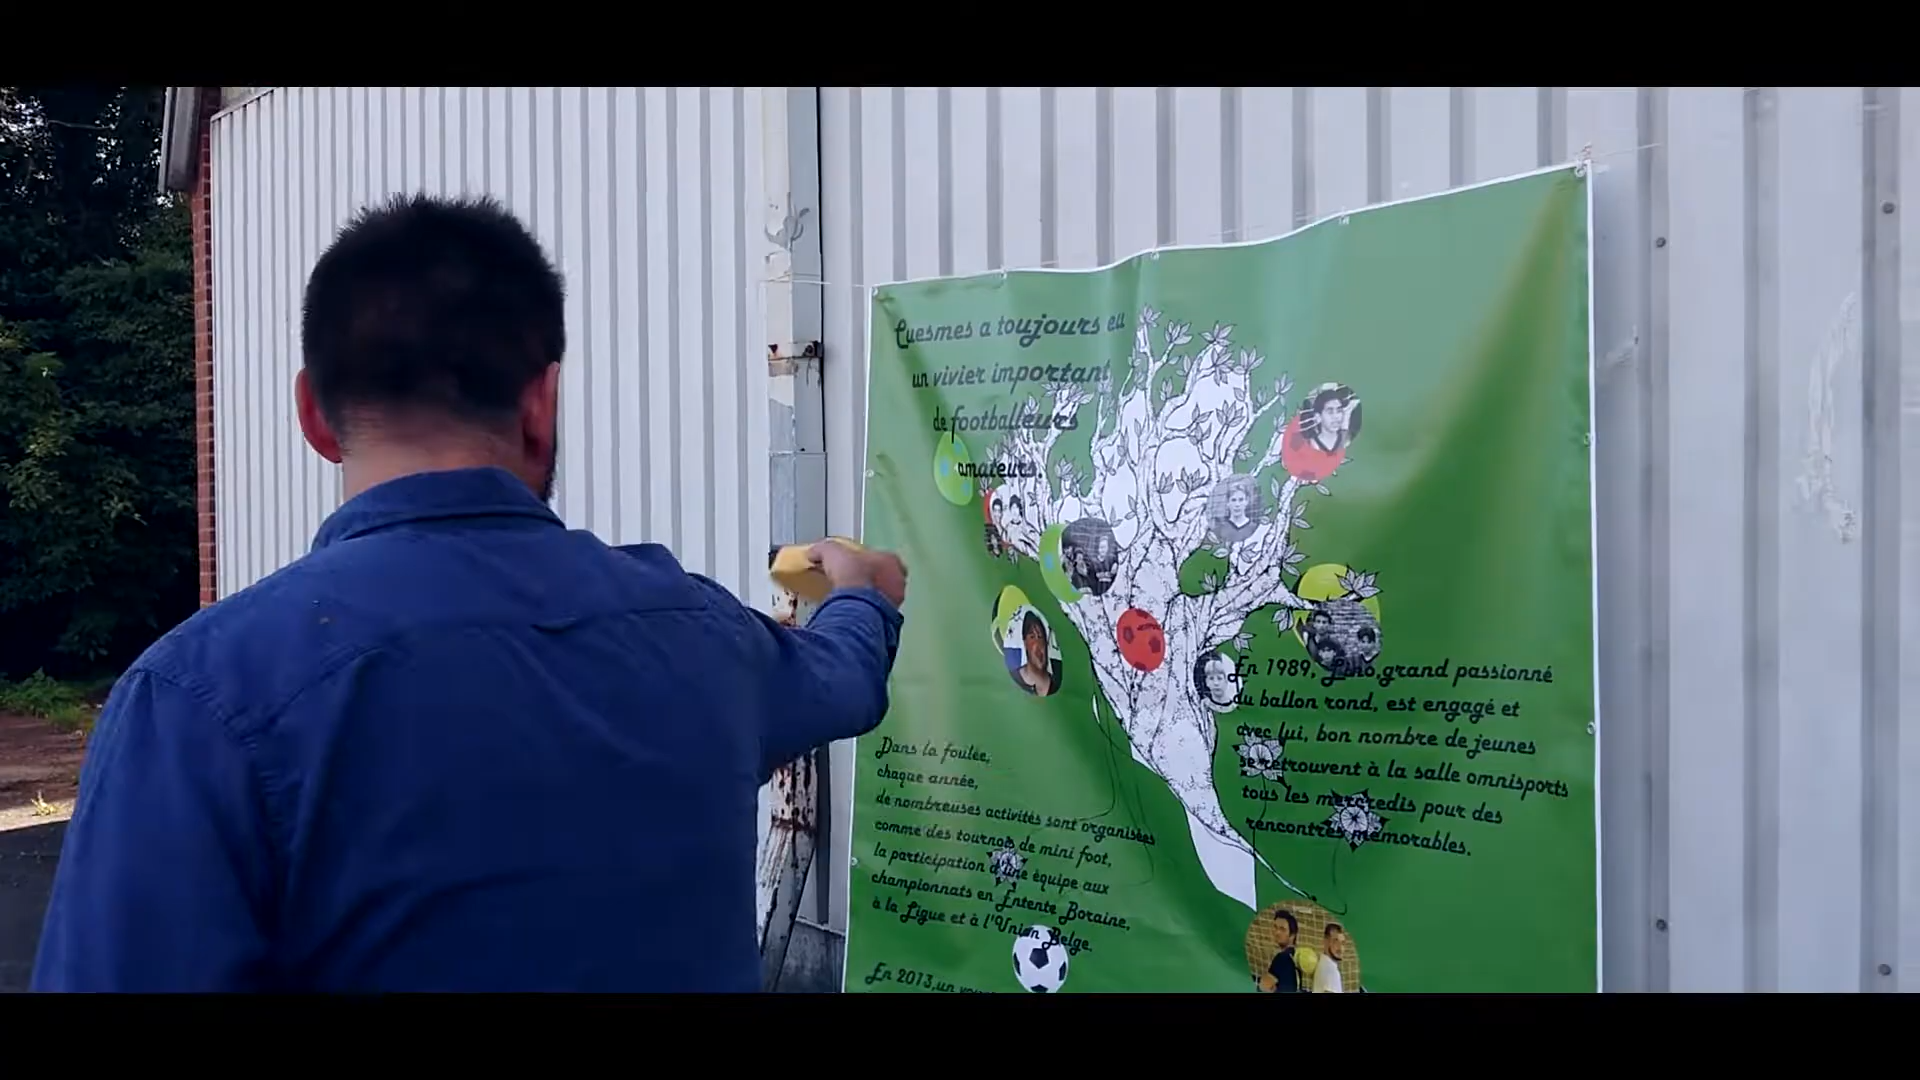 Cuesmes a toujours eu
un vivier important
de footballeurs
amateurs.
En 1989, Lino, grand passionné
du ballon rond, est engagé et
avec lui, bon nombre de jeunes
se retrouvent à la salle omnisports
tous les mercredis pour des
rencontres mémorables.
Dans la foulée,
chaque année,
de nombreuses activités sont organisées
comme des tournois de mini foot,
la participation d'une équipe aux
championnats en Entente Boraine,
à la Ligue et à l'Union Belge.
En 2013, un